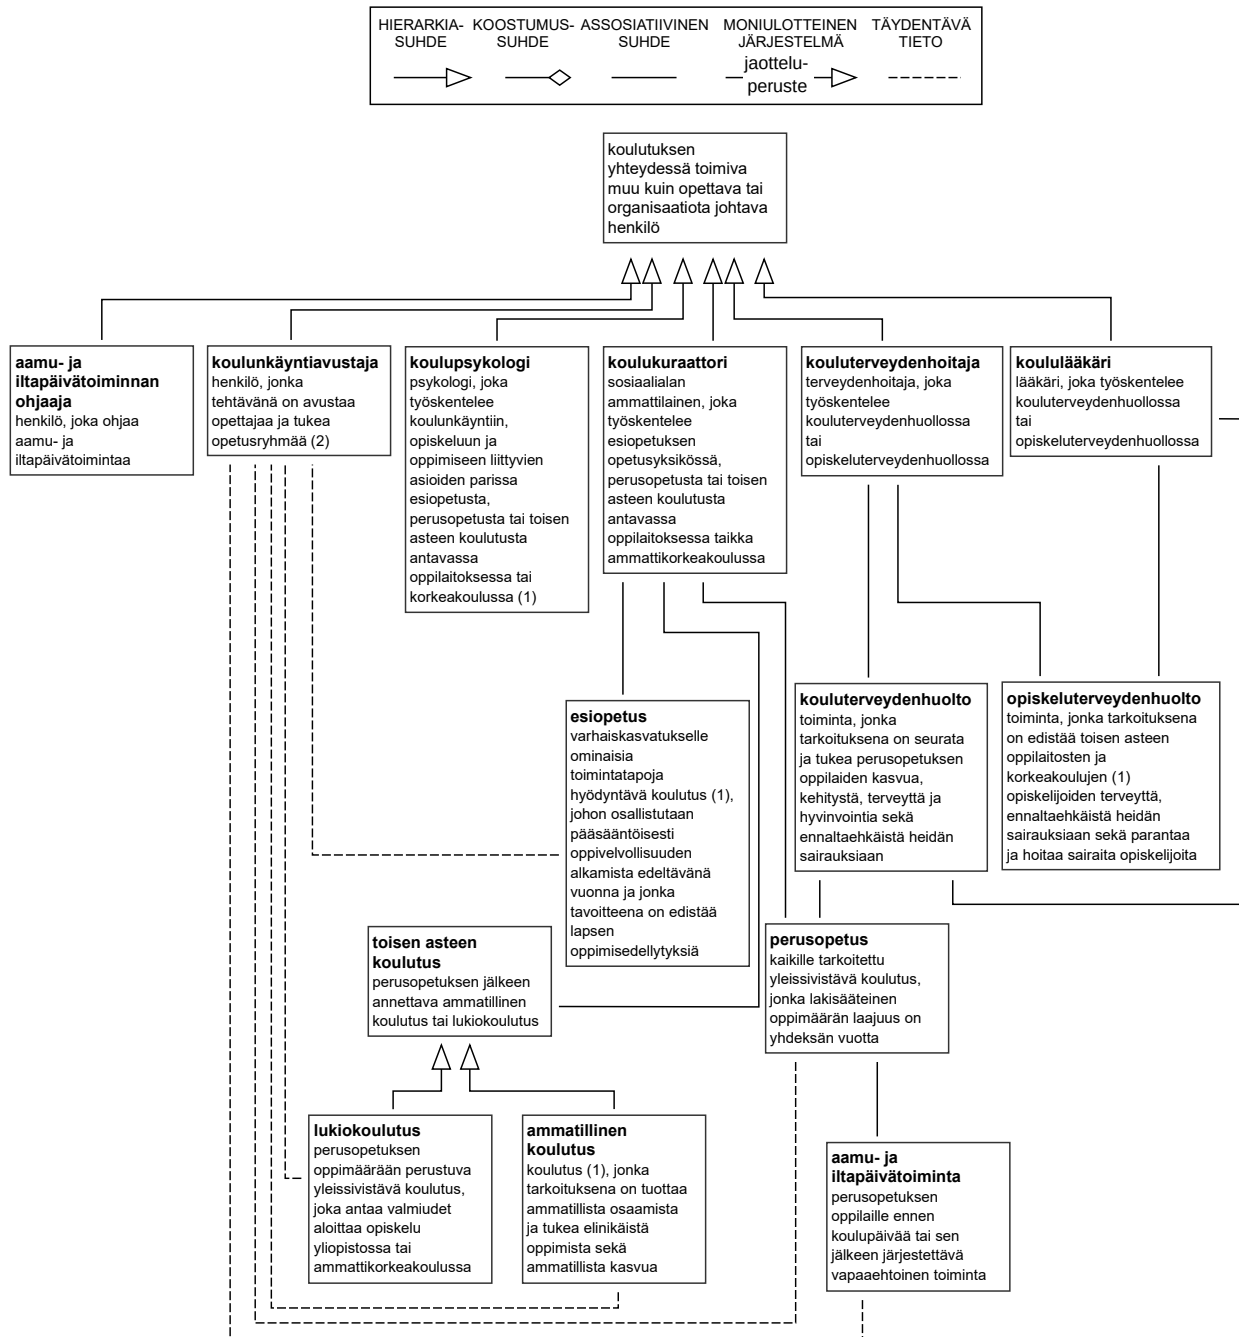 HIERARKIA-
SUHDE
KOOSTUMUS-
SUHDE
ASSOSIATIIVINEN
SUHDE
MONIULOTTEINEN
JÄRJESTELMÄ
TÄYDENTÄVÄ
TIETO
jaottelu-
peruste
koulutuksen
yhteydessä toimiva
muu kuin opettava tai
organisaatiota johtava
henkilö
aamu- ja
iltapäivätoiminnan
ohjaaja
henkilö, joka ohjaa
aamu- ja
iltapäivätoimintaa
koulunkäyntiavustaja
henkilö, jonka
tehtävänä on avustaa
opettajaa ja tukea
opetusryhmää (2)
koulupsykologi
psykologi, joka
työskentelee
koulunkäyntiin,
opiskeluun ja
oppimiseen liittyvien
asioiden parissa
esiopetusta,
perusopetusta tai toisen
asteen koulutusta
antavassa
oppilaitoksessa tai
korkeakoulussa (1)
koulukuraattori
sosiaalialan
ammattilainen, joka
työskentelee
esiopetuksen
opetusyksikössä,
perusopetusta tai toisen
asteen koulutusta
antavassa
oppilaitoksessa taikka
ammattikorkeakoulussa
kouluterveydenhoitaja
terveydenhoitaja, joka
työskentelee
kouluterveydenhuollossa
tai
opiskeluterveydenhuollossa
koululääkäri
lääkäri, joka työskentelee
kouluterveydenhuollossa
tai
opiskeluterveydenhuollossa
esiopetus
varhaiskasvatukselle
ominaisia
toimintatapoja
hyödyntävä koulutus (1),
johon osallistutaan
pääsääntöisesti
oppivelvollisuuden
alkamista edeltävänä
vuonna ja jonka
tavoitteena on edistää
lapsen
oppimisedellytyksiä
kouluterveydenhuolto
toiminta, jonka
tarkoituksena on seurata
ja tukea perusopetuksen
oppilaiden kasvua,
kehitystä, terveyttä ja
hyvinvointia sekä
ennaltaehkäistä heidän
sairauksiaan
opiskeluterveydenhuolto
toiminta, jonka tarkoituksena
on edistää toisen asteen
oppilaitosten ja
korkeakoulujen (1)
opiskelijoiden terveyttä,
ennaltaehkäistä heidän
sairauksiaan sekä parantaa
ja hoitaa sairaita opiskelijoita
toisen asteen
koulutus
perusopetuksen jälkeen
annettava ammatillinen
koulutus tai lukiokoulutus
perusopetus
kaikille tarkoitettu
yleissivistävä koulutus,
jonka lakisääteinen
oppimäärän laajuus on
yhdeksän vuotta
lukiokoulutus
perusopetuksen
oppimäärään perustuva
yleissivistävä koulutus,
joka antaa valmiudet
aloittaa opiskelu
yliopistossa tai
ammattikorkeakoulussa
ammatillinen
koulutus
koulutus (1), jonka
tarkoituksena on tuottaa
ammatillista osaamista
ja tukea elinikäistä
oppimista sekä
ammatillista kasvua
aamu- ja
iltapäivätoiminta
perusopetuksen
oppilaille ennen
koulupäivää tai sen
jälkeen järjestettävä
vapaaehtoinen toiminta